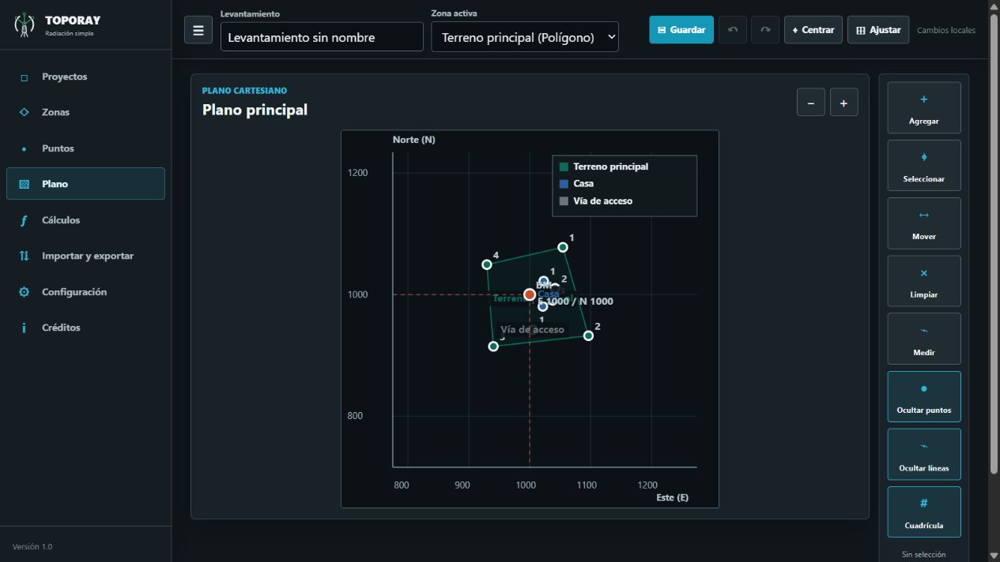 TOPORAY
Radiación simple
Proyectos
Zonas
Puntos
Plano
Cálculos
Importar y exportar
Configuración
Créditos
Versión 1.0
Levantamiento
Levantamiento sin nombre
Zona activa
Terreno principal (Polígono)
Guardar
Centrar
Ajustar
Cambios locales
PLANO CARTESIANO
Plano principal
−
+
Norte (N)
1200
1000
800
Terreno principal
Casa
Vía de acceso
4
1
1
2
BM
Casa
E 1000 / N 1000
1
Vía de acceso
2
3
800
900
1000
1100
1200
Este (E)
Agregar
Seleccionar
Mover
Limpiar
Medir
Ocultar puntos
Ocultar líneas
#
Cuadrícula
Sin selección